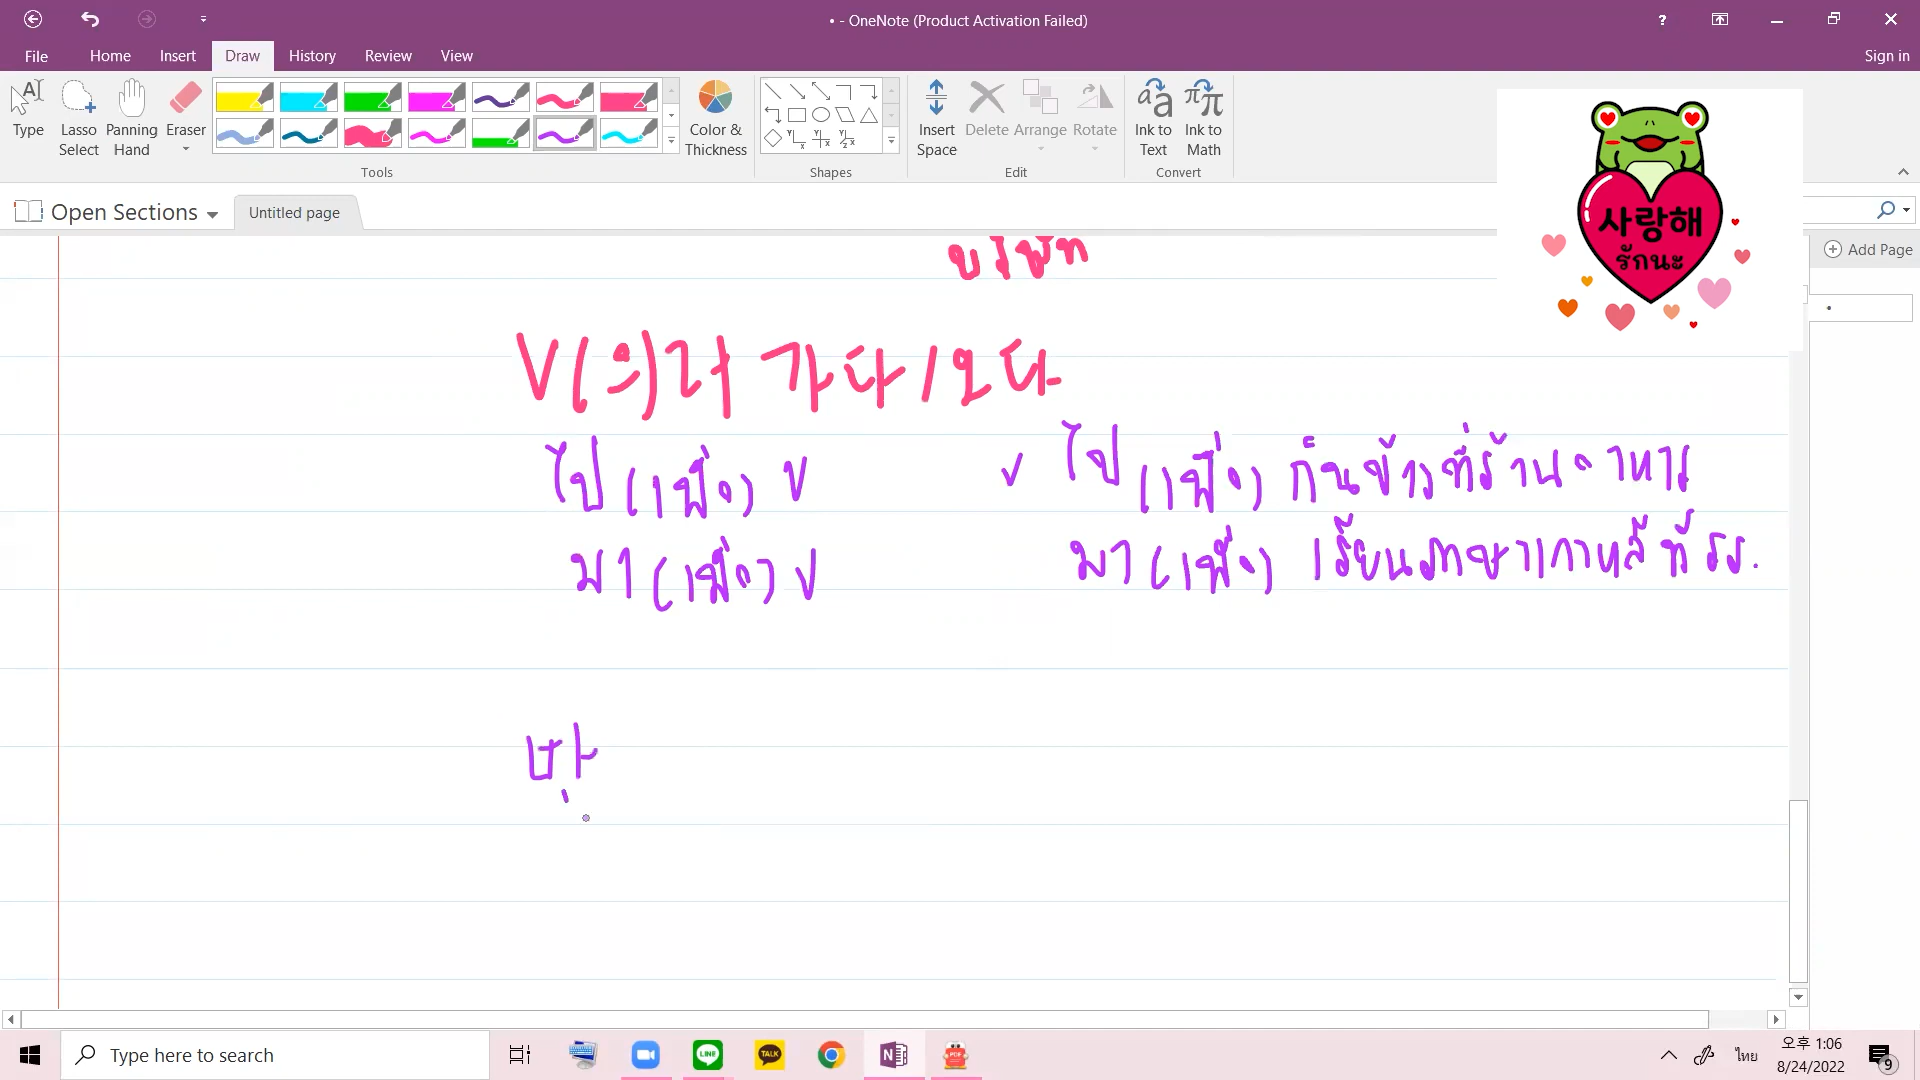 • - OneNote (Product Activation Failed)
File Home Insert Draw History Review View Sign in
Type
Lasso Select
Panning Hand
Eraser
Color & Thickness
Insert Space
Delete
Arrange
Rotate
Ink to Text
Ink to Math
Tools Shapes Edit Convert
Open Sections Untitled page
Add Page
사랑해
รักนะ
บริษัท
V(으)러 가다/오다
ไป (เพื่อ) V ✓ ไป (เพื่อ) กินข้าวที่ร้านอาหาร
มา (เพื่อ) V มา (เพื่อ) เรียนภาษาเกาหลีที่ รร.
바
Type here to search
LINE
TALK
N
PDF
ไทย
오후 1:06
8/24/2022
9